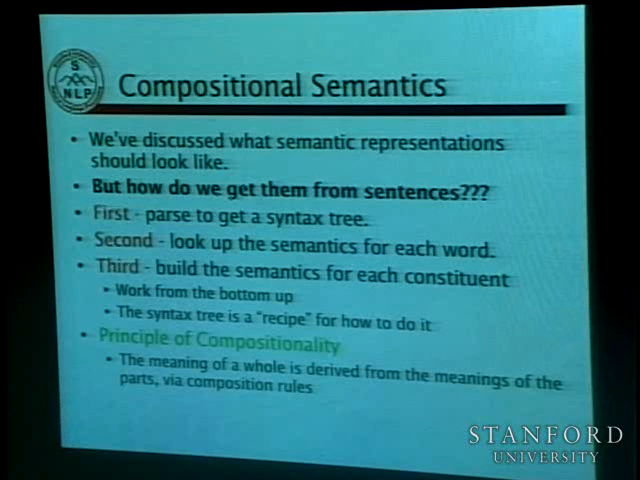 S
NLP
Compositional Semantics
• We've discussed what semantic representations
should look like.
• But how do we get them from sentences???
• First - parse to get a syntax tree.
• Second - look up the semantics for each word.
• Third - build the semantics for each constituent
• Work from the bottom up
• The syntax tree is a "recipe" for how to do it
• Principle of Compositionality
• The meaning of a whole is derived from the meanings of the
parts, via composition rules
STANFORD
UNIVERSITY